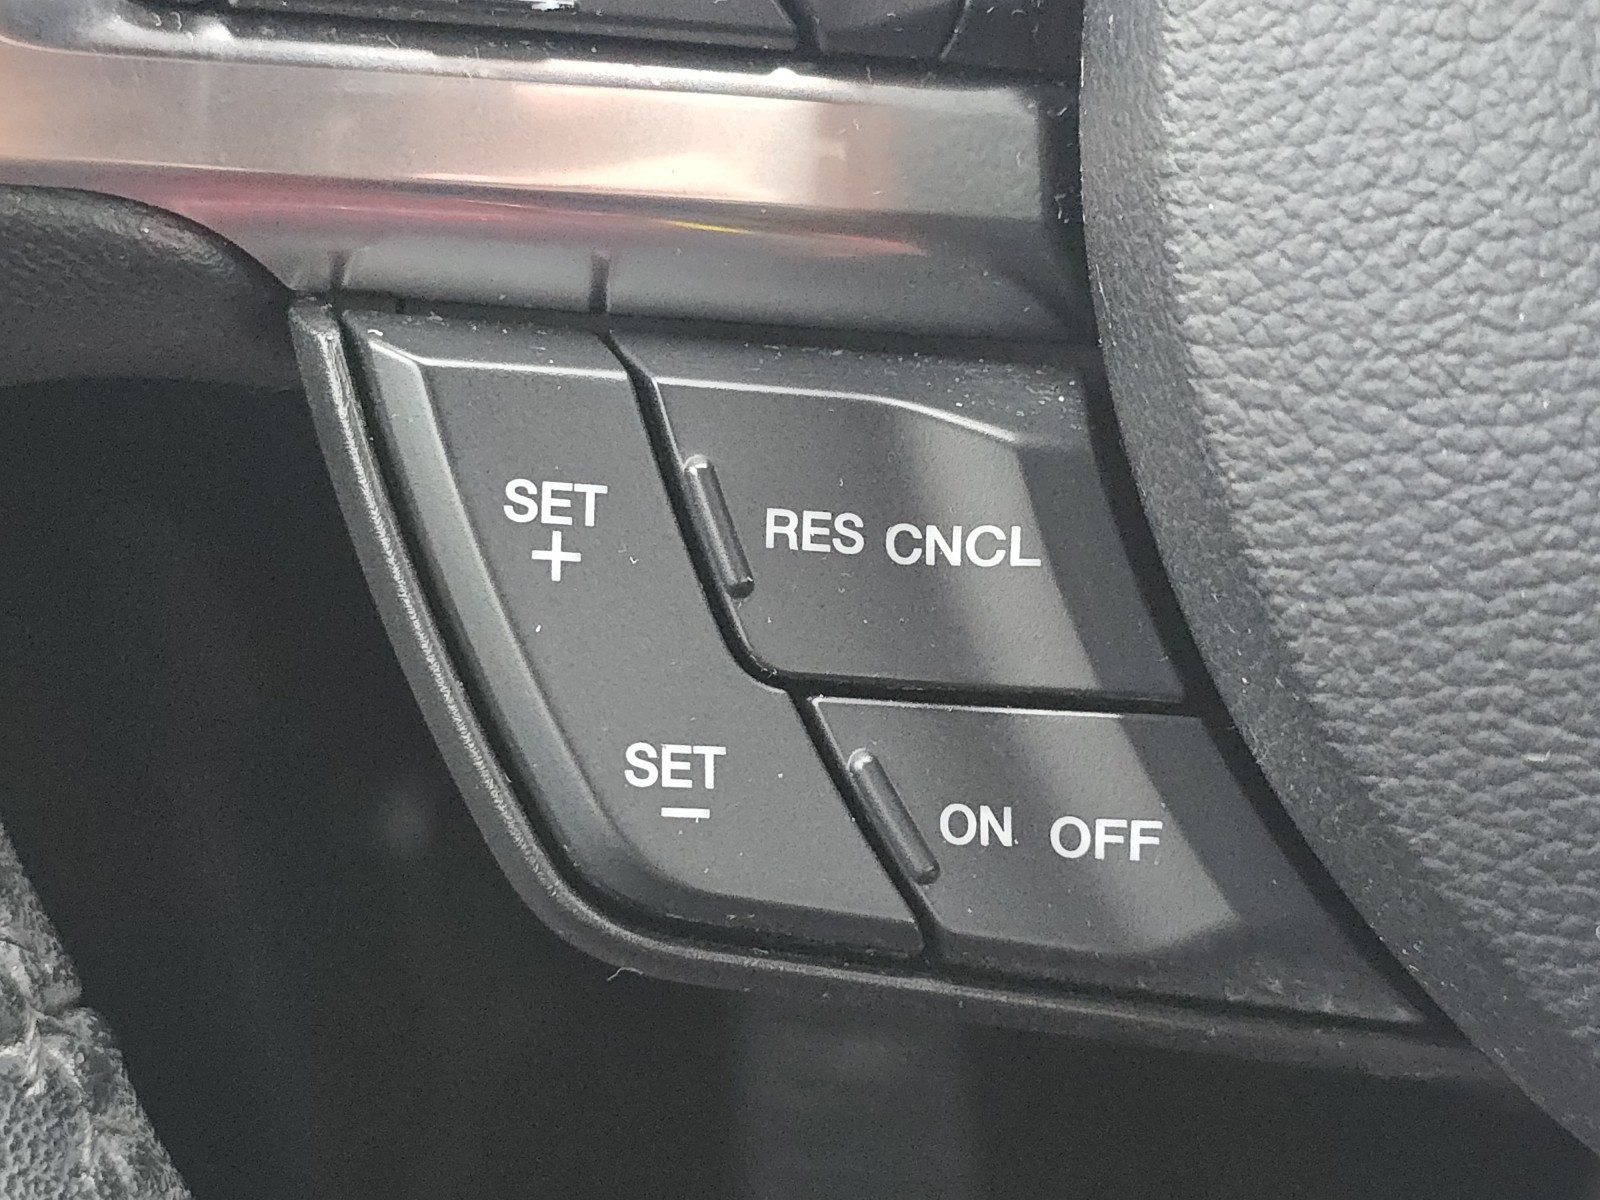 SET
+
RES CNCL
SET
−
ON OFF